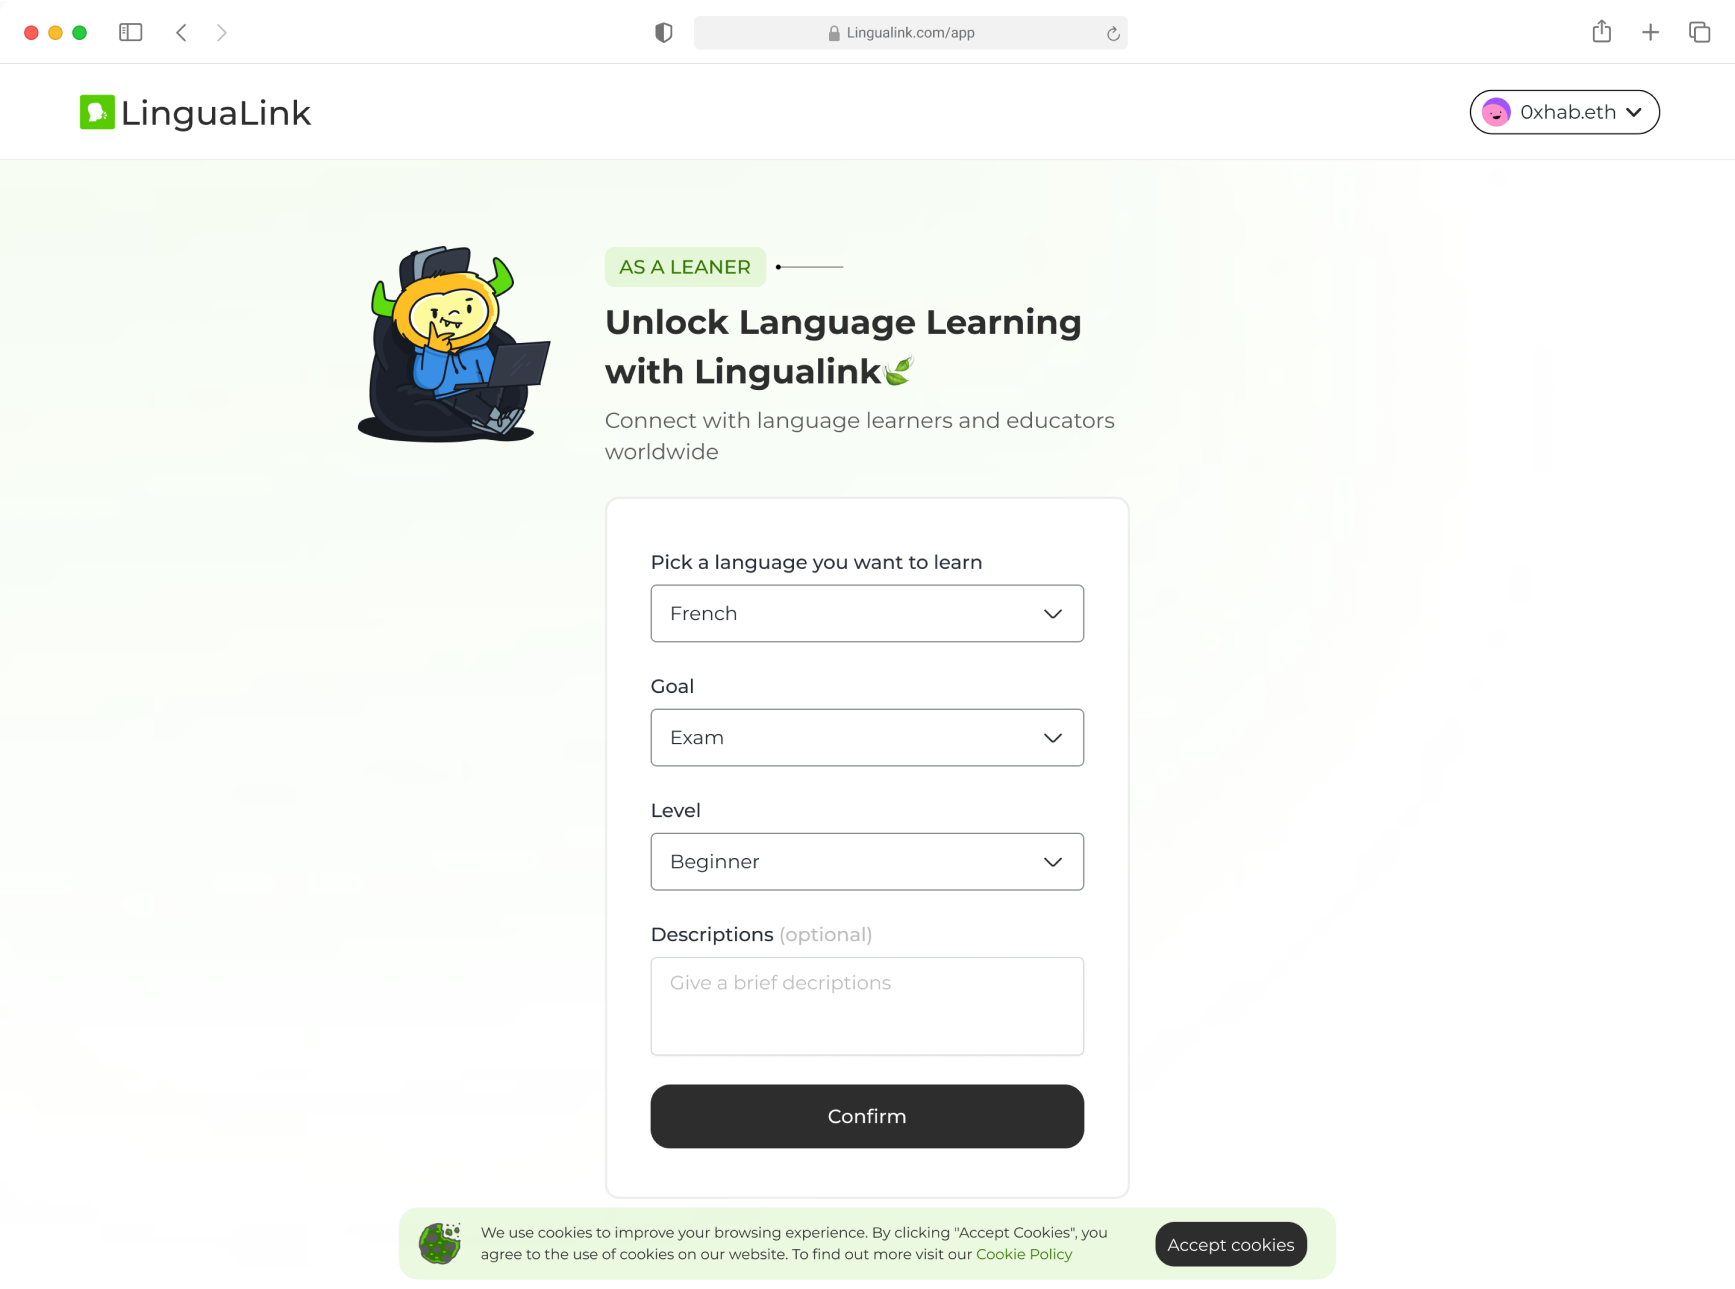 Lingualink.com/app
LinguaLink
0xhab.eth
AS A LEANER
Unlock Language Learning
with Lingualink
Connect with language learners and educators
worldwide
Pick a language you want to learn
French
Goal
Exam
Level
Beginner
Descriptions (optional)
Give a brief decriptions
Confirm
We use cookies to improve your browsing experience. By clicking "Accept Cookies", you
agree to the use of cookies on our website. To find out more visit our Cookie Policy
Accept cookies